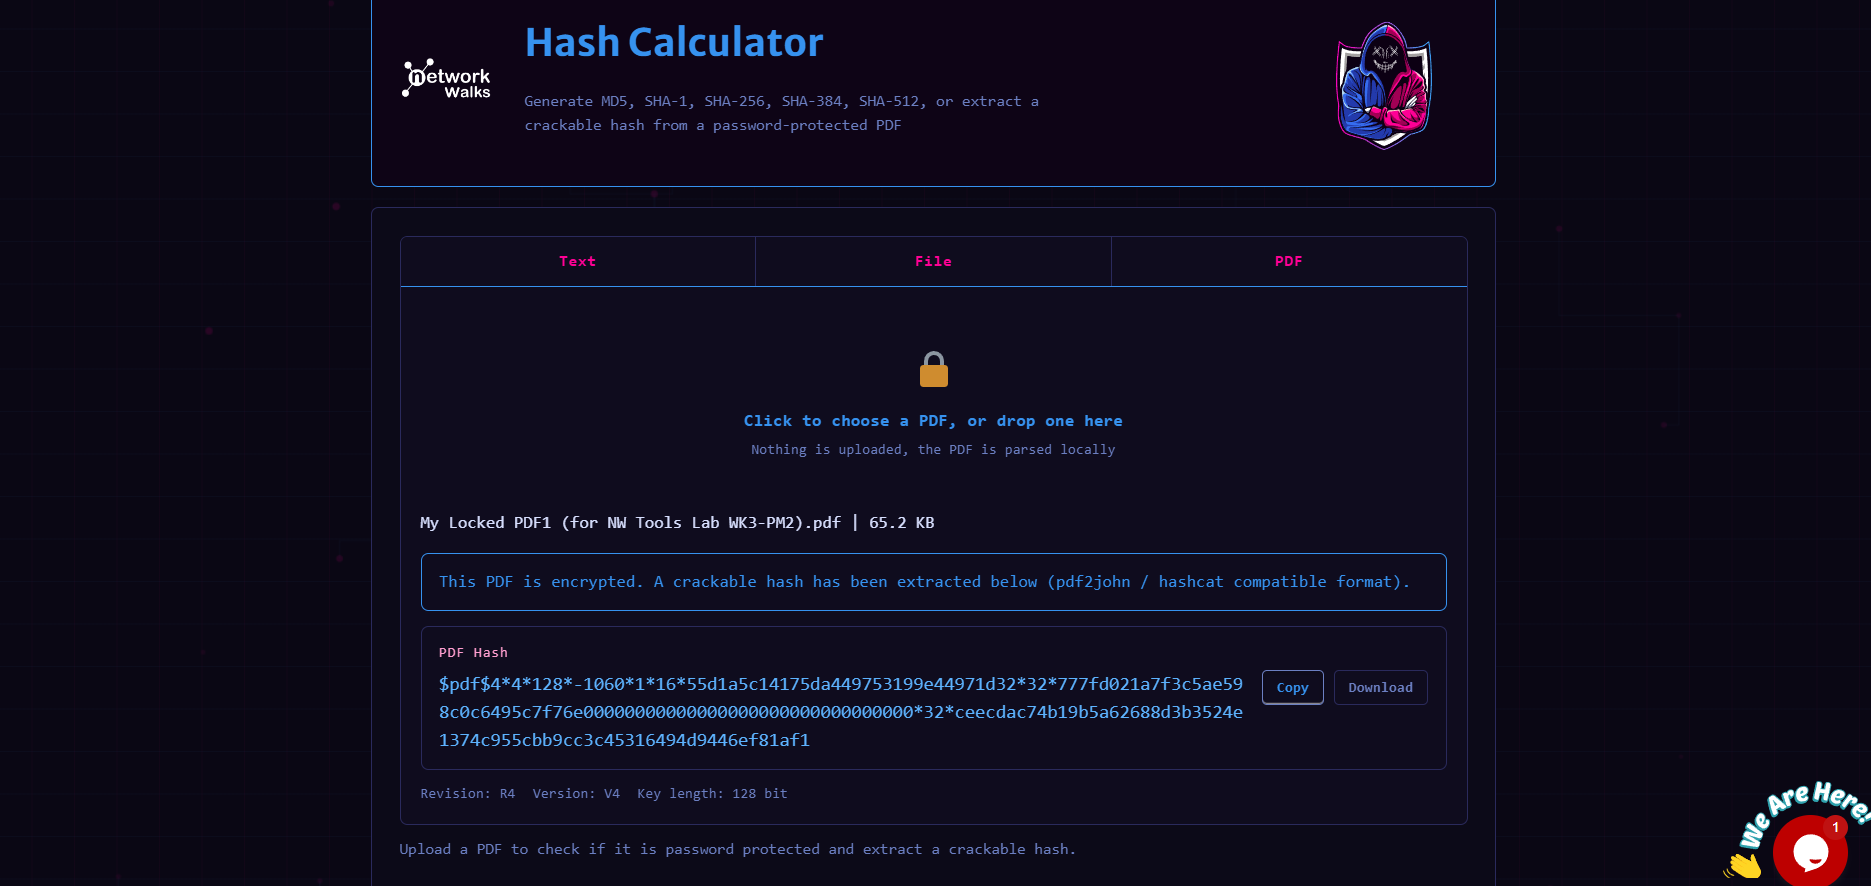 network
Walks
Hash Calculator
Generate MD5, SHA-1, SHA-256, SHA-384, SHA-512, or extract a
crackable hash from a password-protected PDF
Text
File
PDF
Click to choose a PDF, or drop one here
Nothing is uploaded, the PDF is parsed locally
My Locked PDF1 (for NW Tools Lab WK3-PM2).pdf | 65.2 KB
This PDF is encrypted. A crackable hash has been extracted below (pdf2john / hashcat compatible format).
PDF Hash
$pdf$4*4*128*-1060*1*16*55d1a5c14175da449753199e44971d32*32*777fd021a7f3c5ae59
8c0c6495c7f76e00000000000000000000000000000000*32*ceecdac74b19b5a62688d3b3524e
1374c955cbb9cc3c45316494d9446ef81af1
Copy
Download
Revision: R4 Version: V4 Key length: 128 bit
Upload a PDF to check if it is password protected and extract a crackable hash.
We Are Here!
1